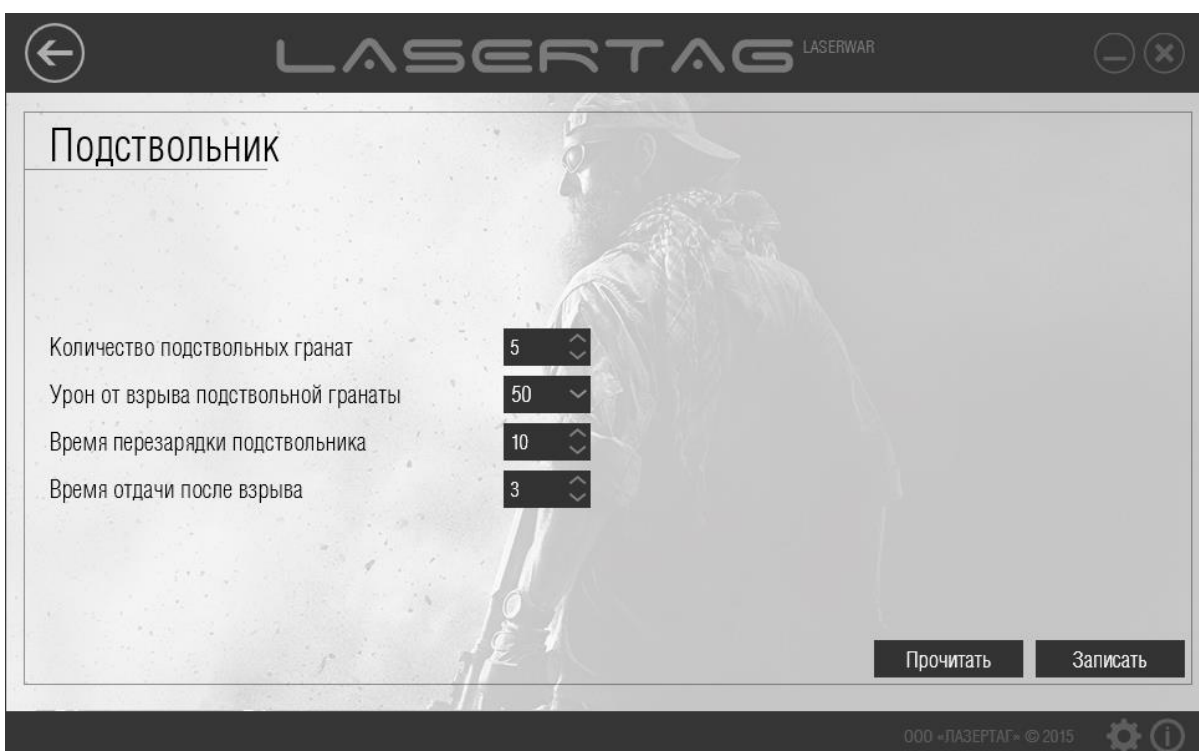 LASERTAG LASERWAR
Подствольник
Количество подствольных гранат 5
Урон от взрыва подствольной гранаты 50
Время перезарядки подствольника 10
Время отдачи после взрыва 3
Прочитать Записать
ООО «ЛАЗЕРТАГ» © 2015